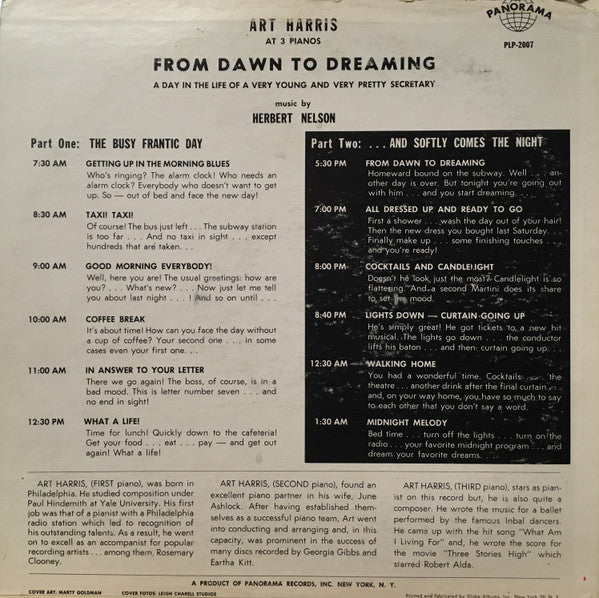 ART HARRIS
AT 3 PIANOS
PANORAMA
PLP-2007
FROM DAWN TO DREAMING
A DAY IN THE LIFE OF A VERY YOUNG AND VERY PRETTY SECRETARY
music by
HERBERT NELSON
Part One: THE BUSY FRANTIC DAY
7:30 AM GETTING UP IN THE MORNING BLUES
Who's ringing? The alarm clock! Who needs an
alarm clock? Everybody who doesn't want to get
up. So — out of bed and face the new day!
8:30 AM TAXI! TAXI!
Of course! The bus just left . . . The subway station
is too far . . . And no taxi in sight . . . except
hundreds that are taken. . .
9:00 AM GOOD MORNING EVERYBODY!
Well, here you are! The usual greetings: how are
you? . . . What's new? . . . Now just let me tell
you about last night . . . ! And so on until . . .
10:00 AM COFFEE BREAK
It's about time! How can you face the day without
a cup of coffee? Your second one . . . in some
cases even your first one. . .
11:00 AM IN ANSWER TO YOUR LETTER
There we go again! The boss, of course, is in a
bad mood. This is letter number seven . . . and
no end in sight!
12:30 PM WHAT A LIFE!
Time for lunch! Quickly down to the cafeteria!
Get your food . . . eat . . . pay — and get out
again! What a life!
Part Two: . . . AND SOFTLY COMES THE NIGHT
5:30 PM FROM DAWN TO DREAMING
Homeward bound on the subway. Well . . . an-
other day is over. But tonight you're going out
with him . . . and you start dreaming. . .
7:00 PM ALL DRESSED UP AND READY TO GO
First a shower . . . wash the day out of your hair!
Then the new dress you bought last Saturday. . .
Finally make up . . . some finishing touches . . .
and you're ready!
8:00 PM COCKTAILS AND CANDLELIGHT
Doesn't he look just the most? Candlelight is so
flattering. And a second Martini does its share
to set the mood.
8:40 PM LIGHTS DOWN — CURTAIN GOING UP
He's simply great! He got tickets to a new hit
musical. The lights go down . . . the conductor
lifts his baton . . . and then: curtain going up. . .
12:30 AM WALKING HOME
You had a wonderful time. Cocktails . . . the
theatre . . . another drink after the final curtain . . .
and, on your way home, you have so much to say
to each other that you don't say a word.
1:30 AM MIDNIGHT MELODY
Bed time . . . turn off the lights . . . turn on the
radio . . . your favorite midnight program . . . and
dream your favorite dreams. . .
ART HARRIS, (FIRST piano), was born in
Philadelphia. He studied composition under
Paul Hindemith at Yale University. His first
job was that of a pianist with a Philadelphia
radio station which led to recognition of
his outstanding talents. As a result, he went
on to excell as an accompanist for popular
recording artists . . . among them, Rosemary
Clooney.
ART HARRIS, (SECOND piano), found an
excellent piano partner in his wife, June
Ashlock. After having established them-
selves as a successful piano team, Art went
into conducting and arranging and, in this
capacity, was prominent in the success of
many discs recorded by Georgia Gibbs and
Eartha Kitt.
ART HARRIS, (THIRD piano), stars as pi-
anist on this record but, he is also quite a
composer. He wrote the music for a ballet
performed by the famous Inbal dancers.
He came up with the hit song "What Am
I Living For" and, he wrote the score for
the movie "Three Stories High" which
starred Robert Alda.
A PRODUCT OF PANORAMA RECORDS, INC. NEW YORK, N. Y.
COVER ART: MARTY GOLDMAN COVER FOTOS: LEIGH CHARELL STUDIOS
Printed and Fabricated by Globe Albums, Inc., New York 59, N. Y.